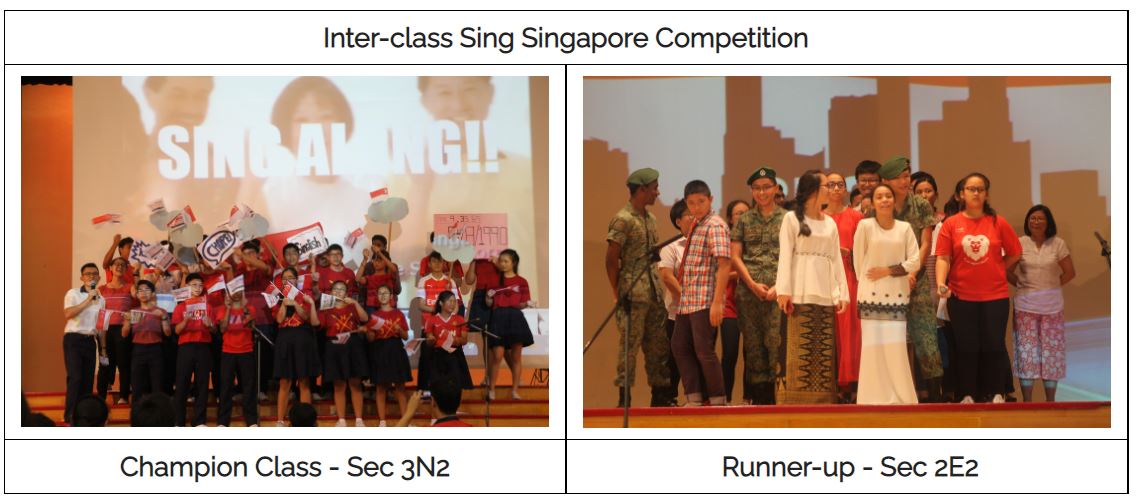 Inter-class Sing Singapore Competition
SING ALONG!!
Champion Class - Sec 3N2
Runner-up - Sec 2E2